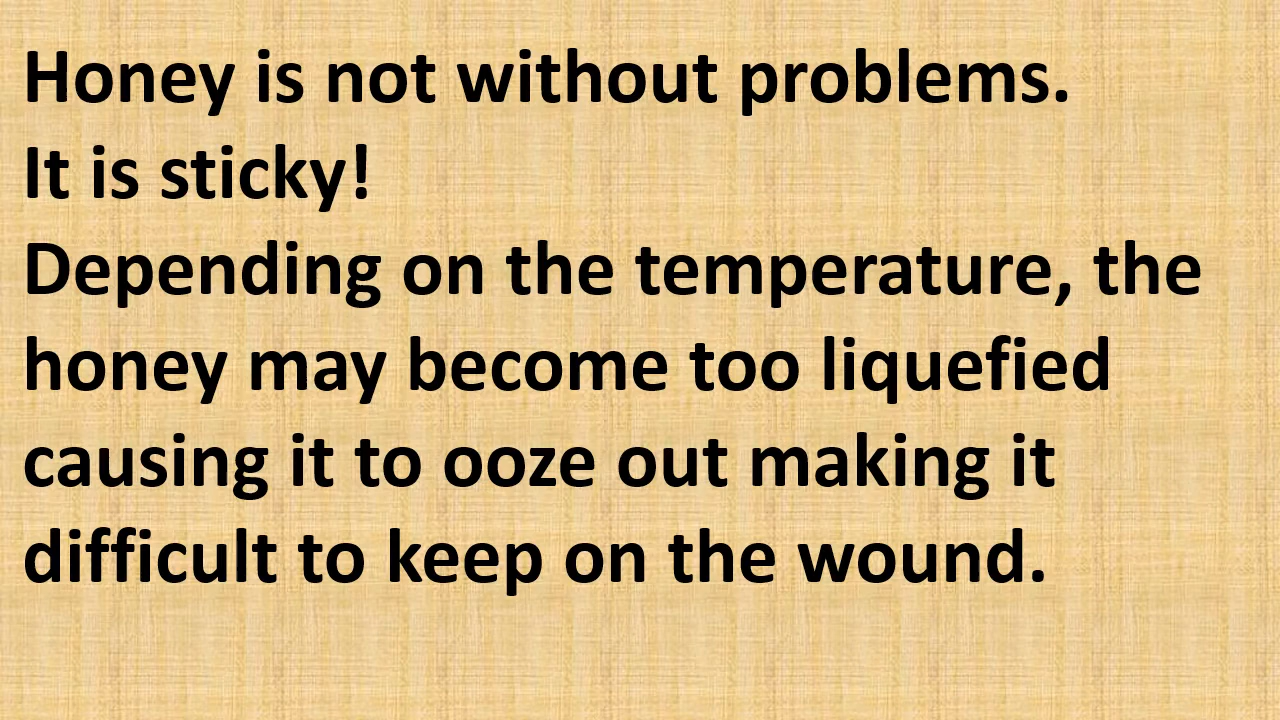 Honey is not without problems.
It is sticky!
Depending on the temperature, the
honey may become too liquefied
causing it to ooze out making it
difficult to keep on the wound.